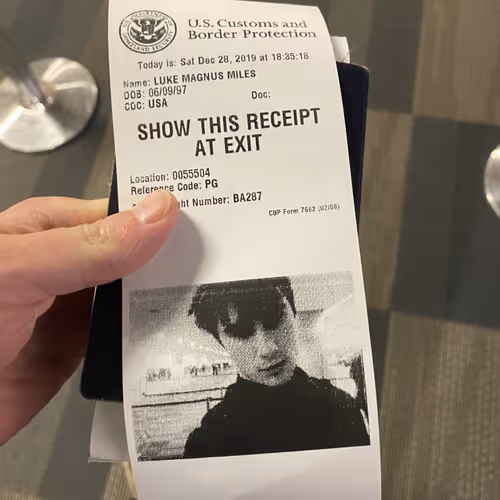 U.S. Customs and
Border Protection
Today is: Sat Dec 28, 2019 at 18:35:18
Name: LUKE MAGNUS MILES
DOB: 06/09/97
COC: USA Doc:
SHOW THIS RECEIPT
AT EXIT
Location: 0055504
Reference Code: PG
ht Number: BA287
CBP Form 7662 (02/08)